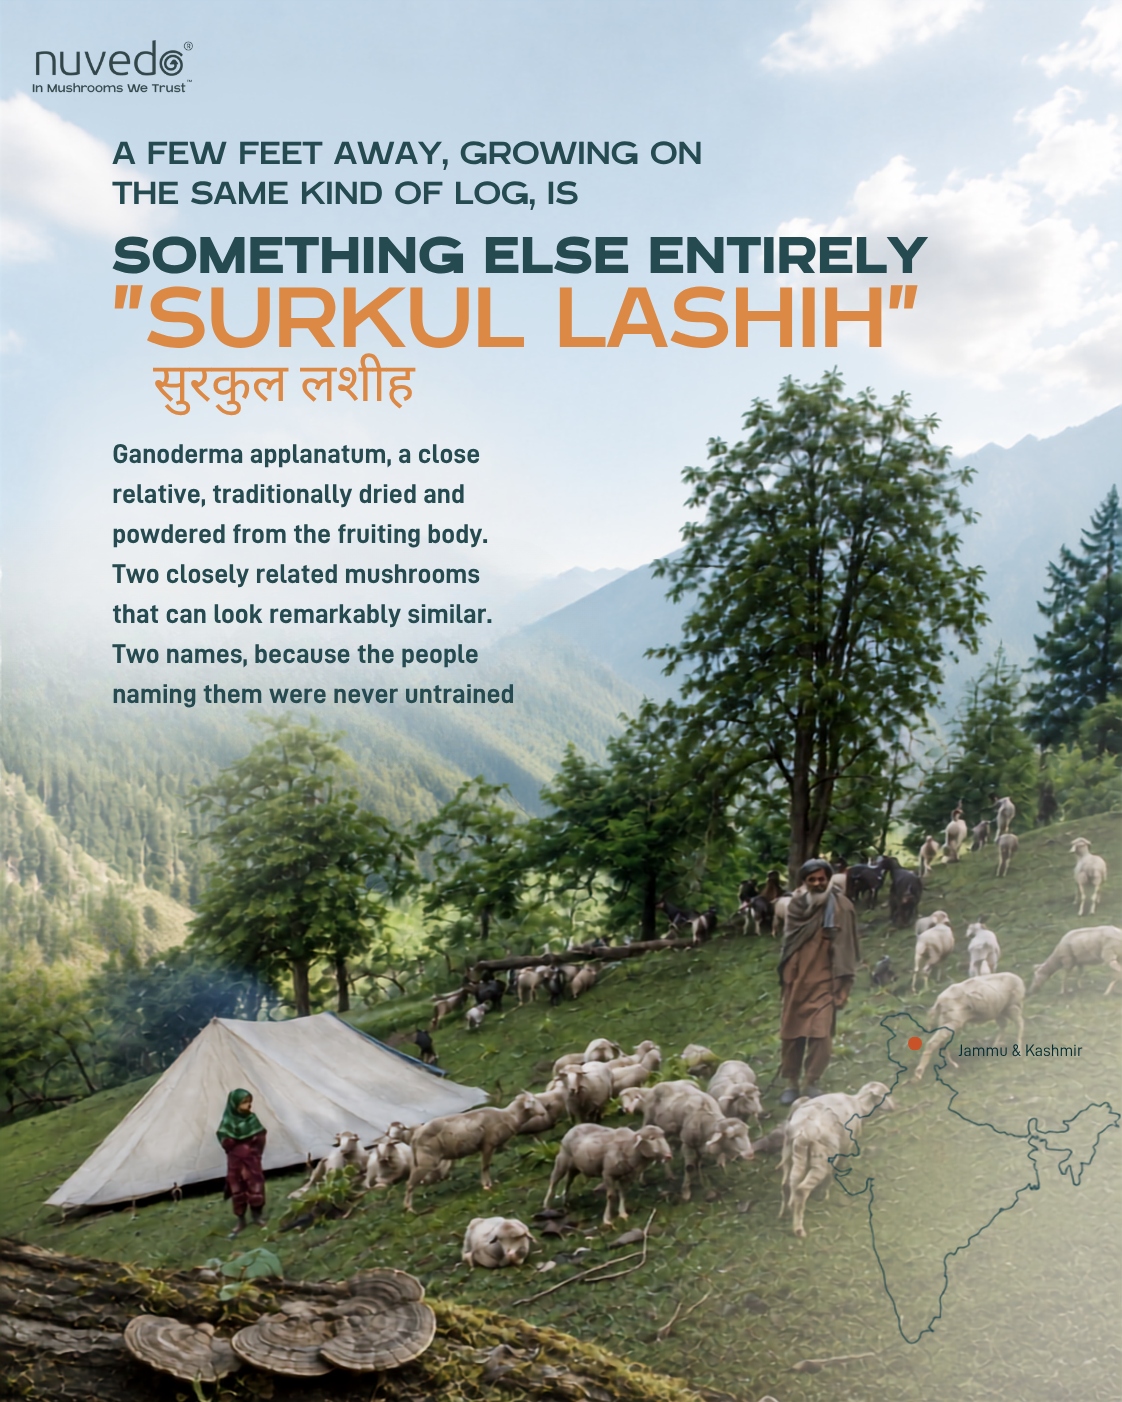 nuvedo®
In Mushrooms We Trust™
A FEW FEET AWAY, GROWING ON
THE SAME KIND OF LOG, IS
SOMETHING ELSE ENTIRELY
"SURKUL LASHIH"
सुरकुल लशीह
Ganoderma applanatum, a close
relative, traditionally dried and
powdered from the fruiting body.
Two closely related mushrooms
that can look remarkably similar.
Two names, because the people
naming them were never untrained
Jammu & Kashmir